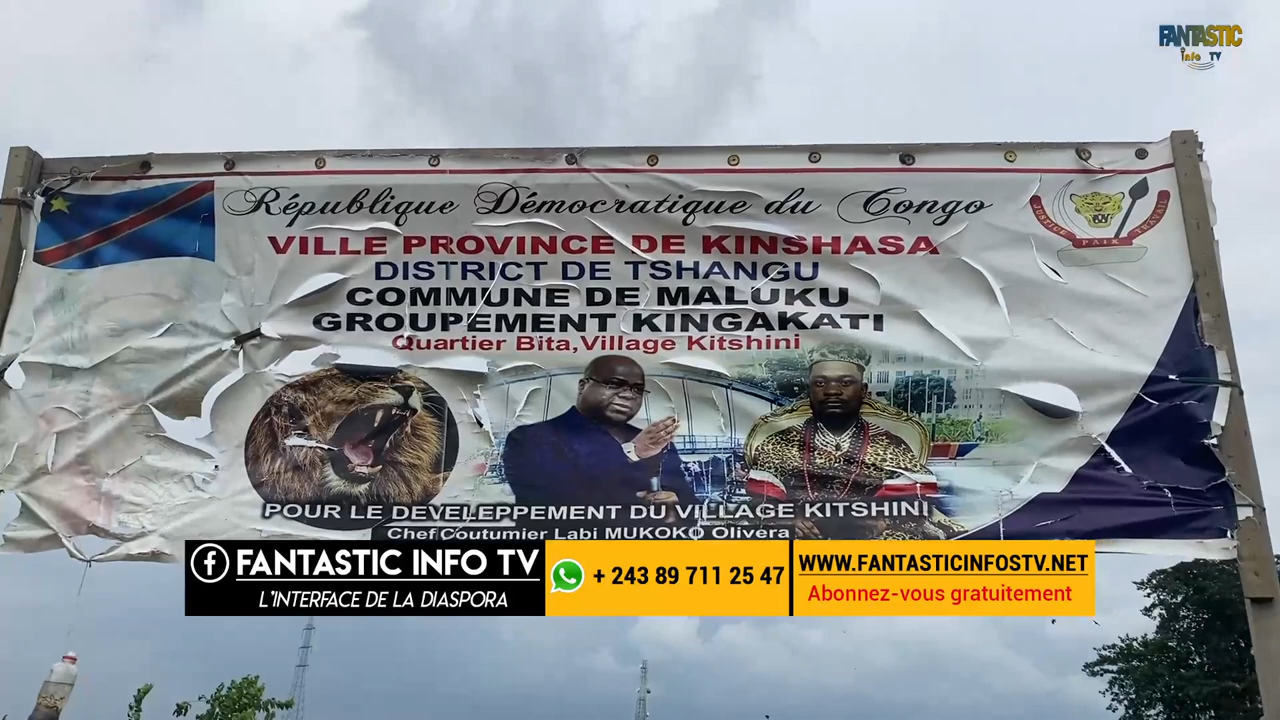 FANTASTIC
Info TV
République Démocratique du Congo
VILLE PROVINCE DE KINSHASA
DISTRICT DE TSHANGU
COMMUNE DE MALUKU
GROUPEMENT KINGAKATI
Quartier Bita,Village Kitshini
JUSTICE PAIX TRAVAIL
POUR LE DEVELEPPEMENT DU VILLAGE KITSHINI
Chef Coutumier Labi MUKOKO Olivera
FANTASTIC INFO TV
L'INTERFACE DE LA DIASPORA
+ 243 89 711 25 47
WWW.FANTASTICINFOSTV.NET
Abonnez-vous gratuitement